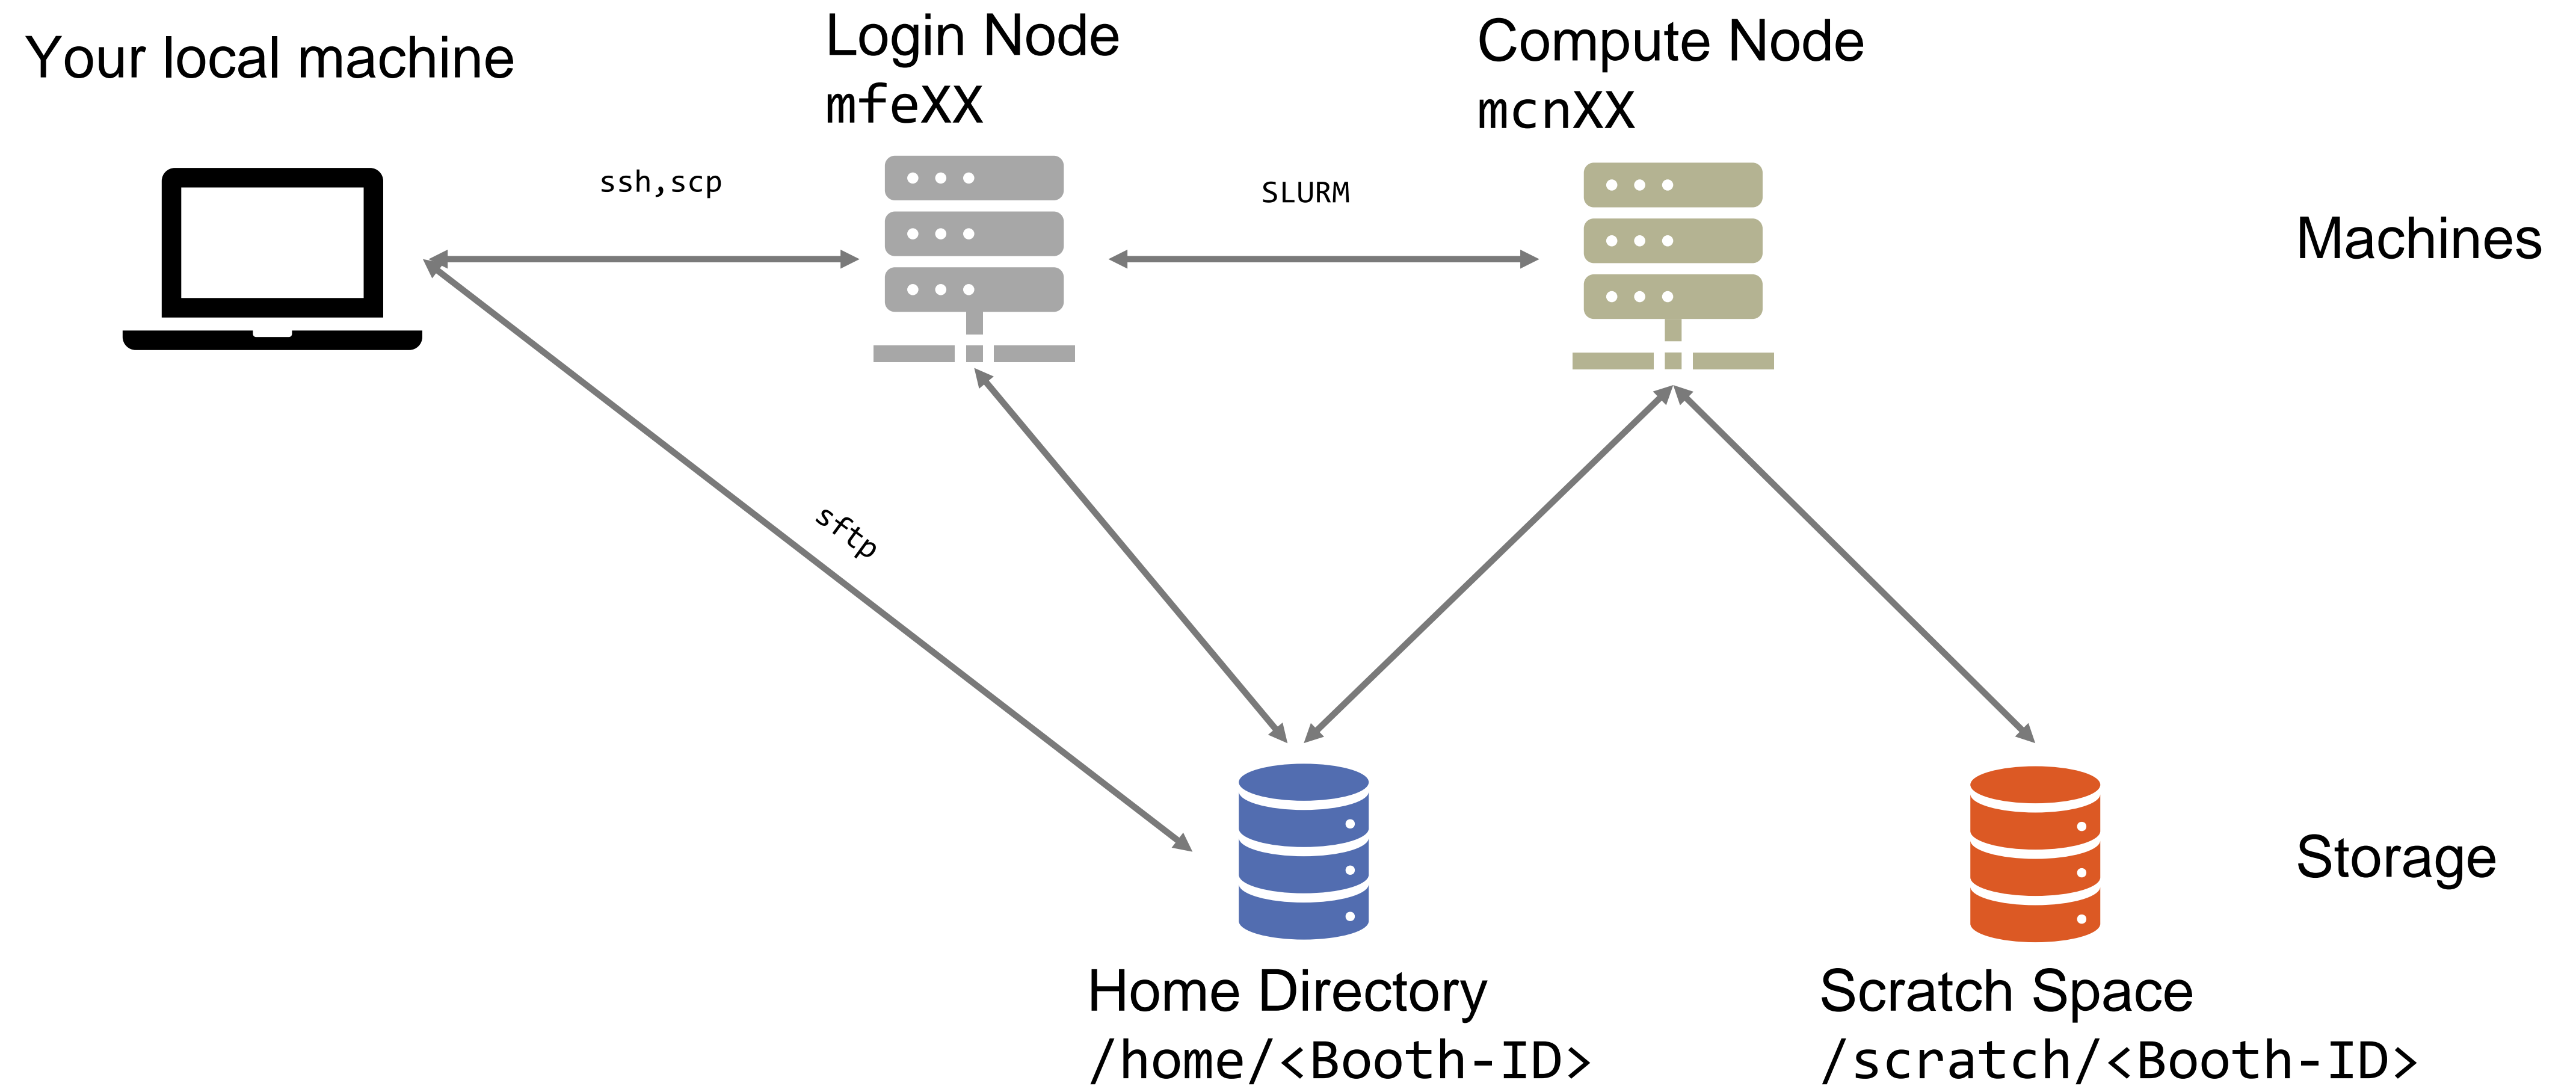 Your local machine
Login Node
mfeXX
Compute Node
mcnXX
ssh,scp
SLURM
Machines
sftp
Storage
Home Directory
/home/<Booth-ID>
Scratch Space
/scratch/<Booth-ID>